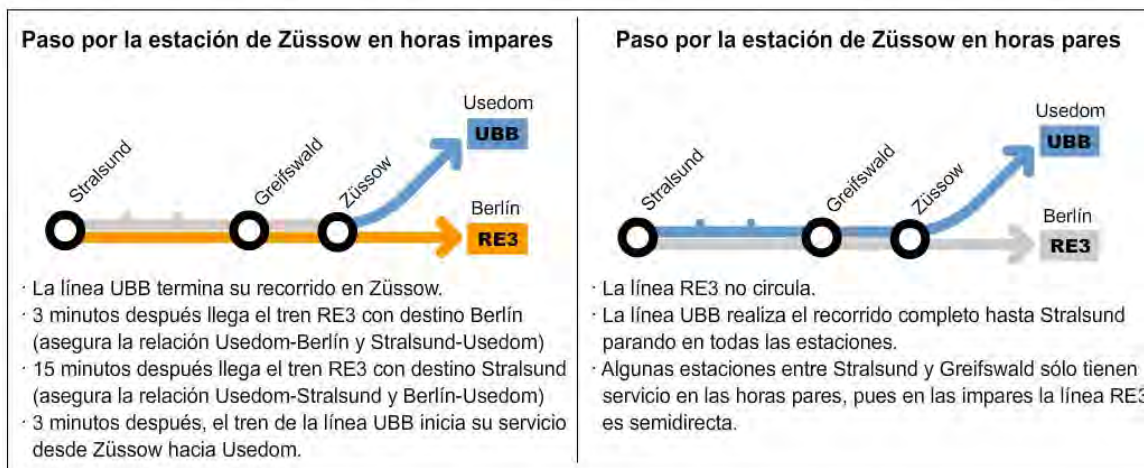 Paso por la estación de Züssow en horas impares
Usedom
UBB
Stralsund
Greifswald
Züssow
Berlín
RE3
· La línea UBB termina su recorrido en Züssow.
· 3 minutos después llega el tren RE3 con destino Berlín
(asegura la relación Usedom-Berlín y Stralsund-Usedom)
· 15 minutos después llega el tren RE3 con destino Stralsund
(asegura la relación Usedom-Stralsund y Berlín-Usedom)
· 3 minutos después, el tren de la línea UBB inicia su servicio
desde Züssow hacia Usedom.
Paso por la estación de Züssow en horas pares
Usedom
UBB
Stralsund
Greifswald
Züssow
Berlín
RE3
· La línea RE3 no circula.
· La línea UBB realiza el recorrido completo hasta Stralsund
parando en todas las estaciones.
· Algunas estaciones entre Stralsund y Greifswald sólo tienen
servicio en las horas pares, pues en las impares la línea RE3
es semidirecta.